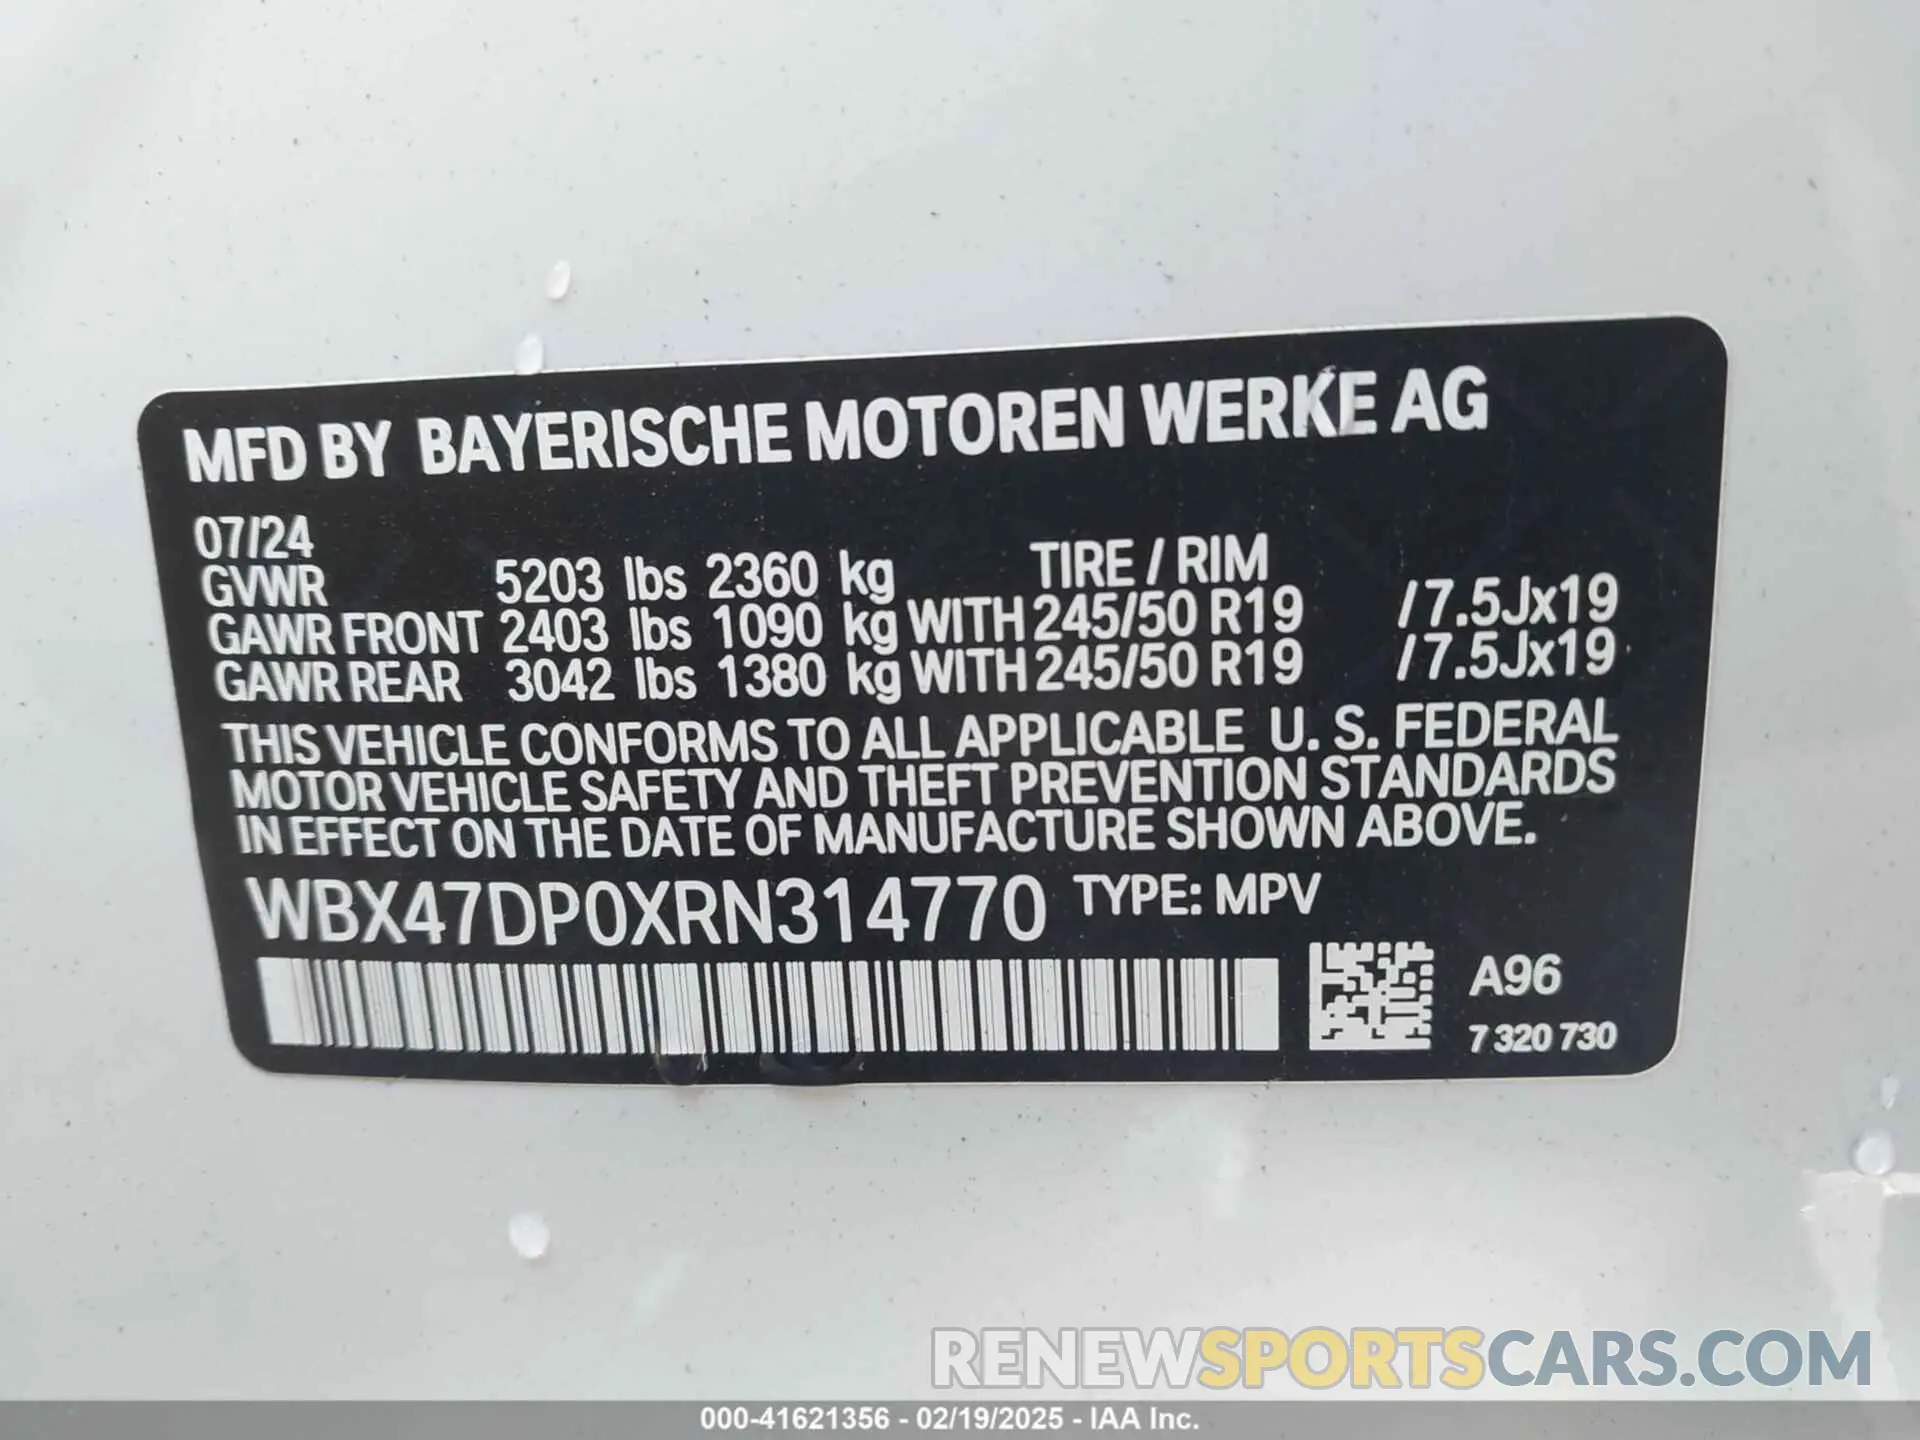 MFD BY BAYERISCHE MOTOREN WERKE AG
07/24 TIRE / RIM
GVWR 5203 lbs 2360 kg
GAWR FRONT 2403 lbs 1090 kg WITH 245/50 R19 /7.5Jx19
GAWR REAR 3042 lbs 1380 kg WITH 245/50 R19 /7.5Jx19
THIS VEHICLE CONFORMS TO ALL APPLICABLE U. S. FEDERAL
MOTOR VEHICLE SAFETY AND THEFT PREVENTION STANDARDS
IN EFFECT ON THE DATE OF MANUFACTURE SHOWN ABOVE.
WBX47DP0XRN314770 TYPE: MPV
A96
7 320 730
RENEWSPORTSCARS.COM
000-41621356 - 02/19/2025 - IAA Inc.